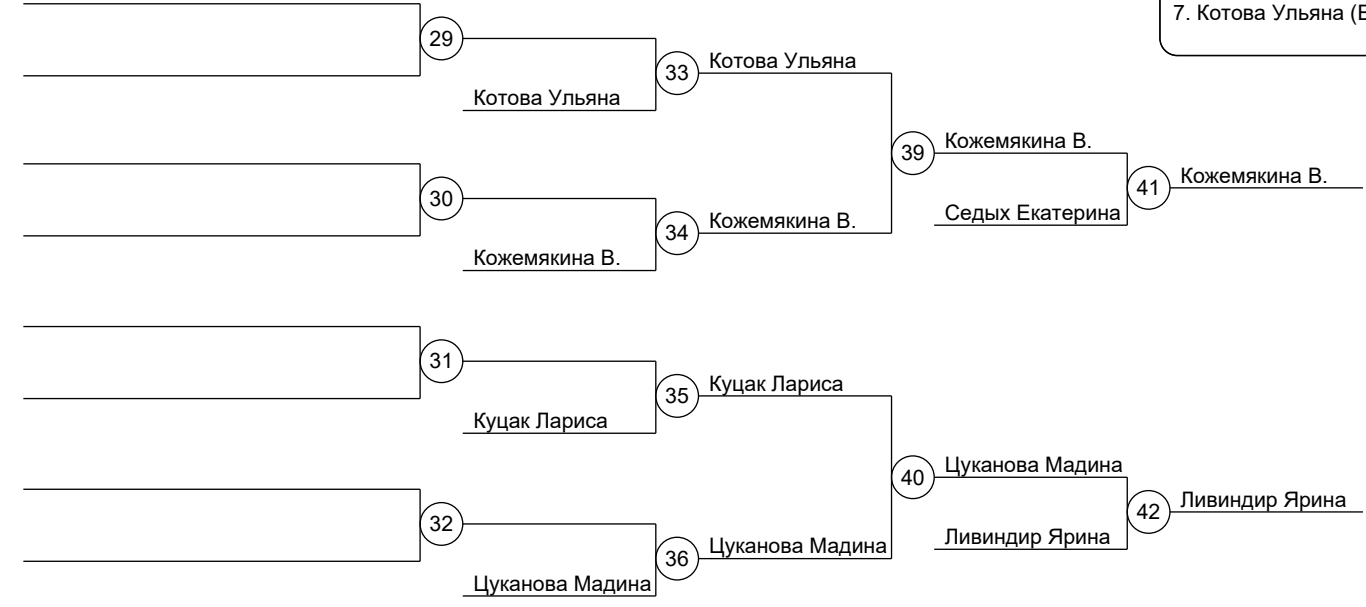 7. Котова Ульяна (
29
33
Котова Ульяна
Котова Ульяна
39
Кожемякина В.
30
34
Кожемякина В.
Кожемякина В.
41
Кожемякина В.
Седых Екатерина
31
35
Куцак Лариса
Куцак Лариса
40
Цуканова Мадина
32
36
Цуканова Мадина
Цуканова Мадина
42
Ливиндир Ярина
Ливиндир Ярина